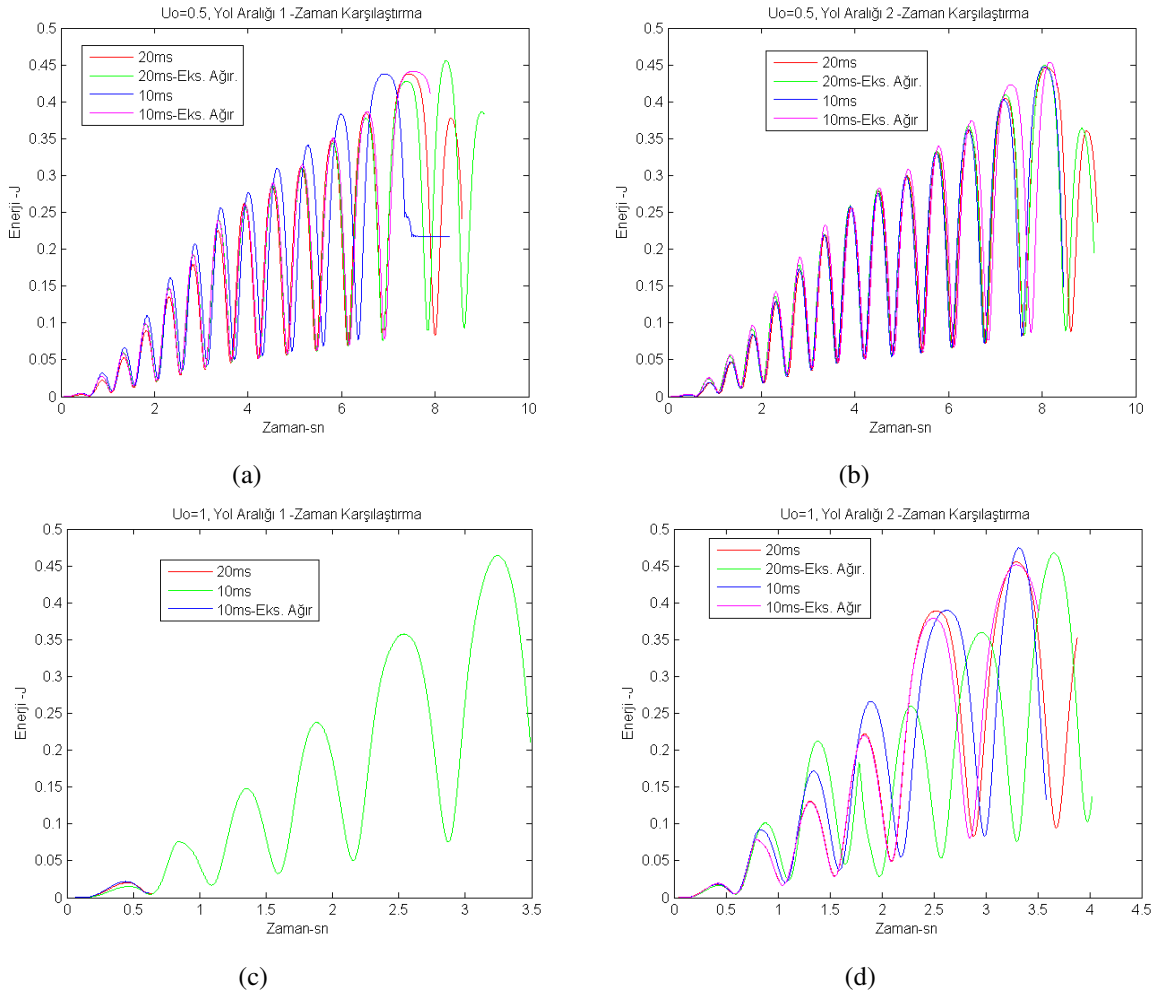 Uo=0.5, Yol Aralığı 1 -Zaman Karşılaştırma
0.5
0.45
0.4
0.35
0.3
0.25
0.2
0.15
0.1
0.05
0
Enerji -J
20ms
20ms-Eks. Ağır.
10ms
10ms-Eks. Ağır
0 2 4 6 8 10
Zaman-sn
(a)
Uo=0.5, Yol Aralığı 2 -Zaman Karşılaştırma
0.5
0.45
0.4
0.35
0.3
0.25
0.2
0.15
0.1
0.05
0
Enerji -J
20ms
20ms-Eks. Ağır.
10ms
10ms-Eks. Ağır
0 2 4 6 8 10
Zaman-sn
(b)
Uo=1, Yol Aralığı 1 -Zaman Karşılaştırma
0.5
0.45
0.4
0.35
0.3
0.25
0.2
0.15
0.1
0.05
0
Enerji -J
20ms
10ms
10ms-Eks. Ağır
0 0.5 1 1.5 2 2.5 3 3.5
Zaman-sn
(c)
Uo=1, Yol Aralığı 2 -Zaman Karşılaştırma
0.5
0.45
0.4
0.35
0.3
0.25
0.2
0.15
0.1
0.05
0
Enerji -J
20ms
20ms-Eks. Ağır.
10ms
10ms-Eks. Ağır
0 0.5 1 1.5 2 2.5 3 3.5 4 4.5
Zaman-sn
(d)